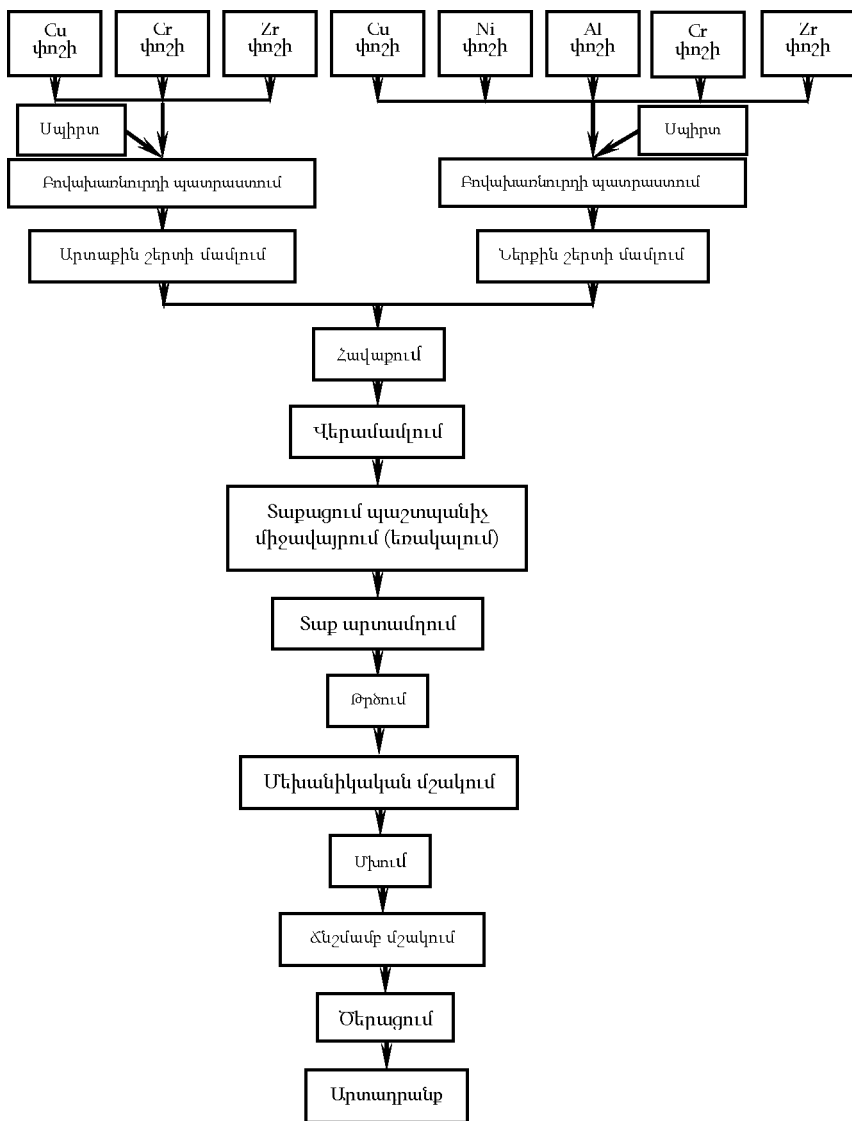 Cu Cr Zr Cu Ni Al Cr Zr
փոշի փոշի փոշի փոշի փոշի փոշի փոշի փոշի
Սպիրտ Սպիրտ
Բովախառնուրդի պատրաստում Բովախառնուրդի պատրաստում
Արտաքին շերտի մամլում Ներքին շերտի մամլում
Հավաքում
Վերամամլում
Տաքացում պաշտպանիչ
միջավայրում (եռակալում)
Տաք արտամղում
Թրծում
Մեխանիկական մշակում
Մխում
Ճնշմամբ մշակում
Ծերացում
Արտադրանք